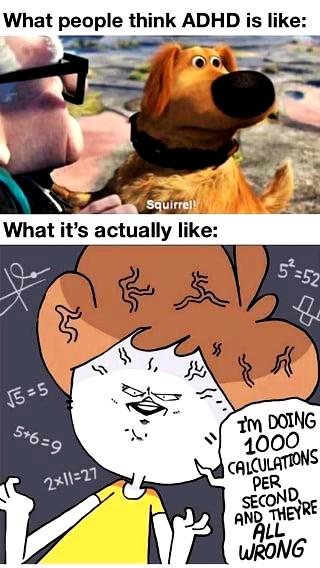 What people think ADHD is like:
Squirrel!
What it's actually like:
5²=52
√5=5
5+6=9
2×11=27
I'M DOING
1000
CALCULATIONS
PER
SECOND,
AND THEY'RE
ALL
WRONG